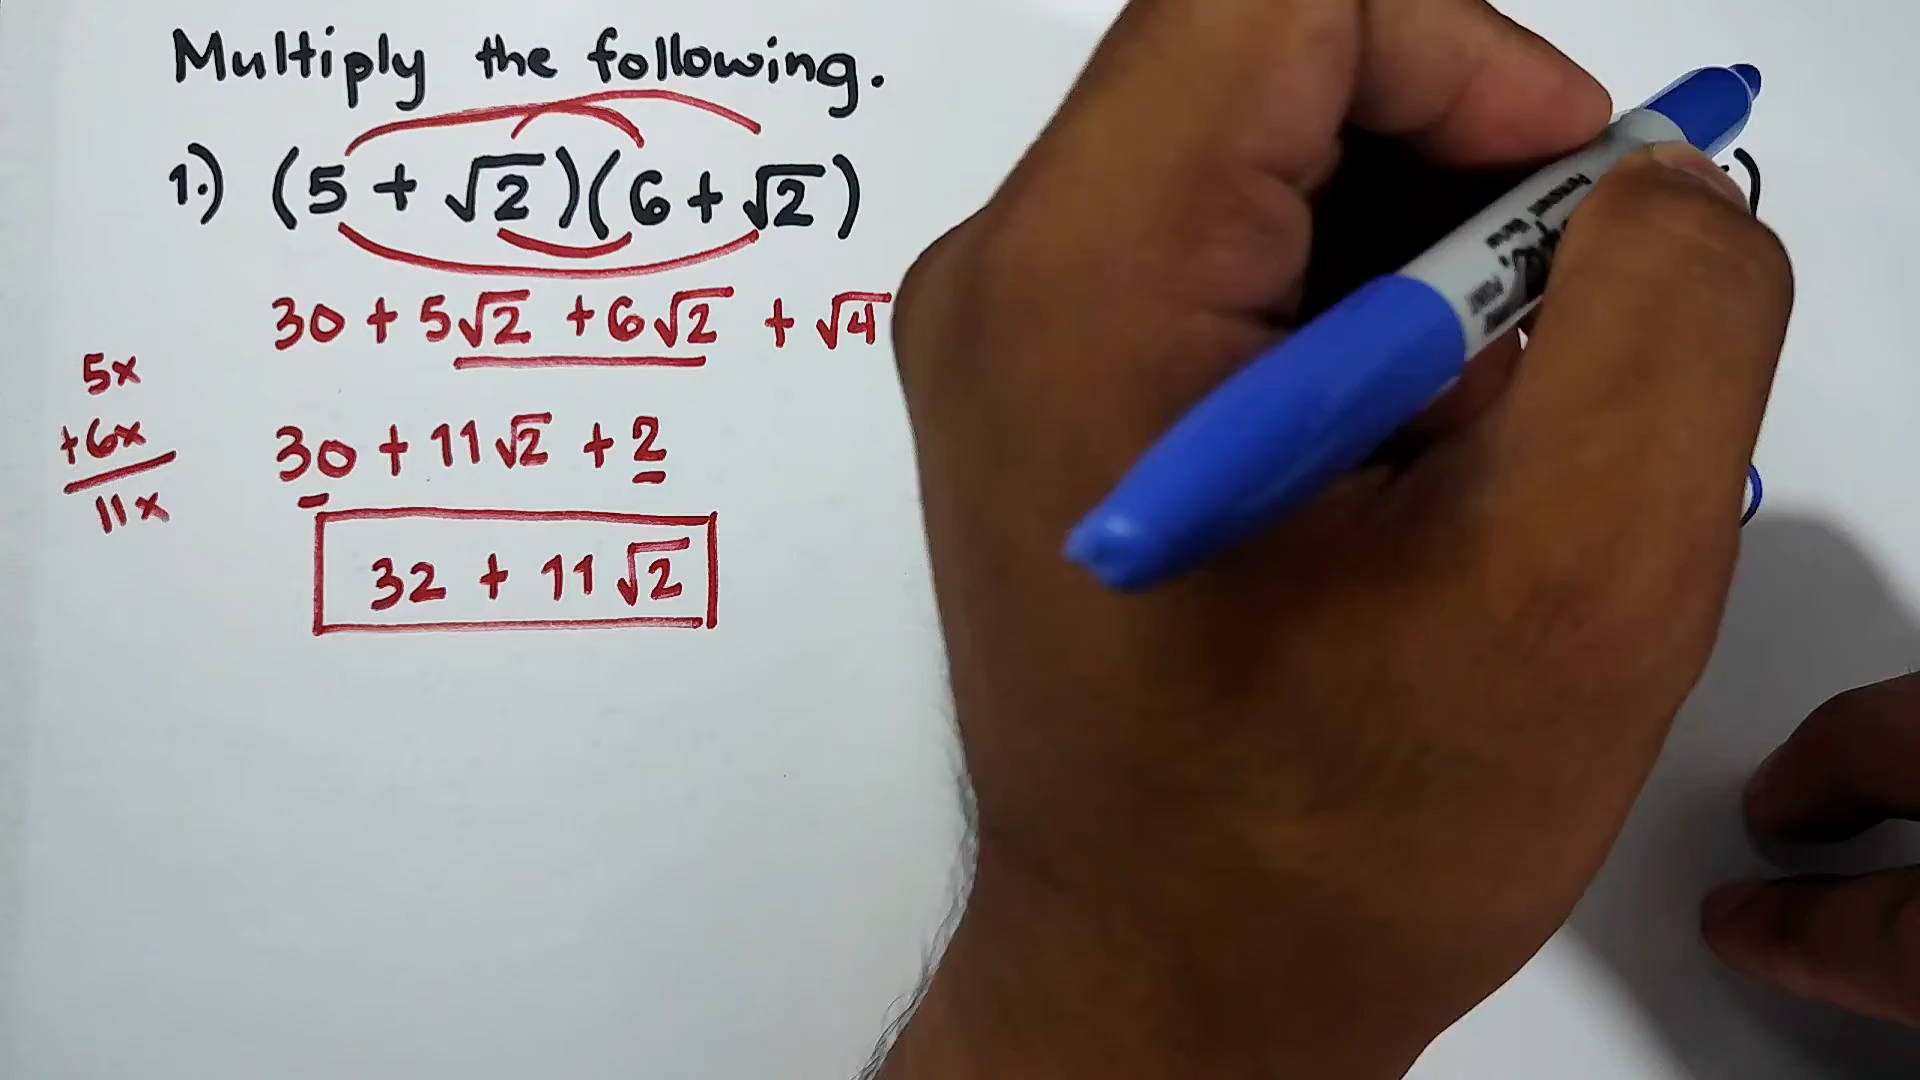 Multiply the following.
1.) (5 + √2)(6 + √2)
30 + 5√2 + 6√2 + √4
5x
+6x
11x
30 + 11√2 + 2
32 + 11√2
)